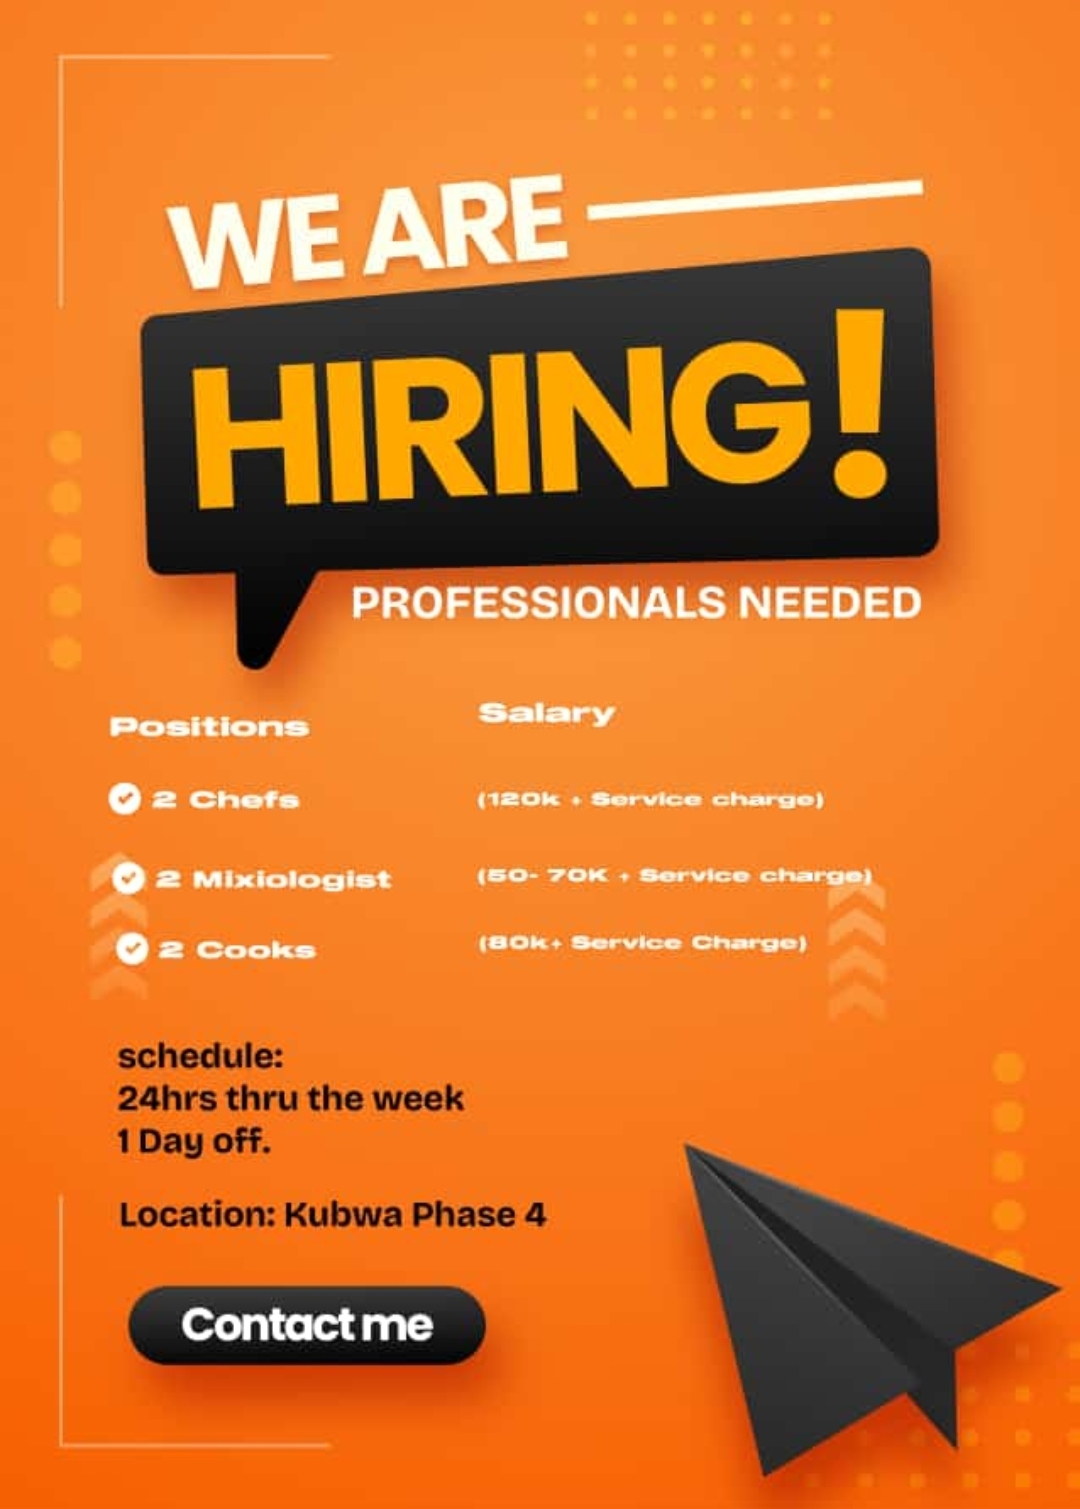 WE ARE
HIRING!
PROFESSIONALS NEEDED
Positions Salary
2 Chefs (120k + Service charge)
2 Mixiologist (50- 70K + Service charge)
2 Cooks (80k+ Service Charge)
schedule:
24hrs thru the week
1 Day off.
Location: Kubwa Phase 4
Contact me